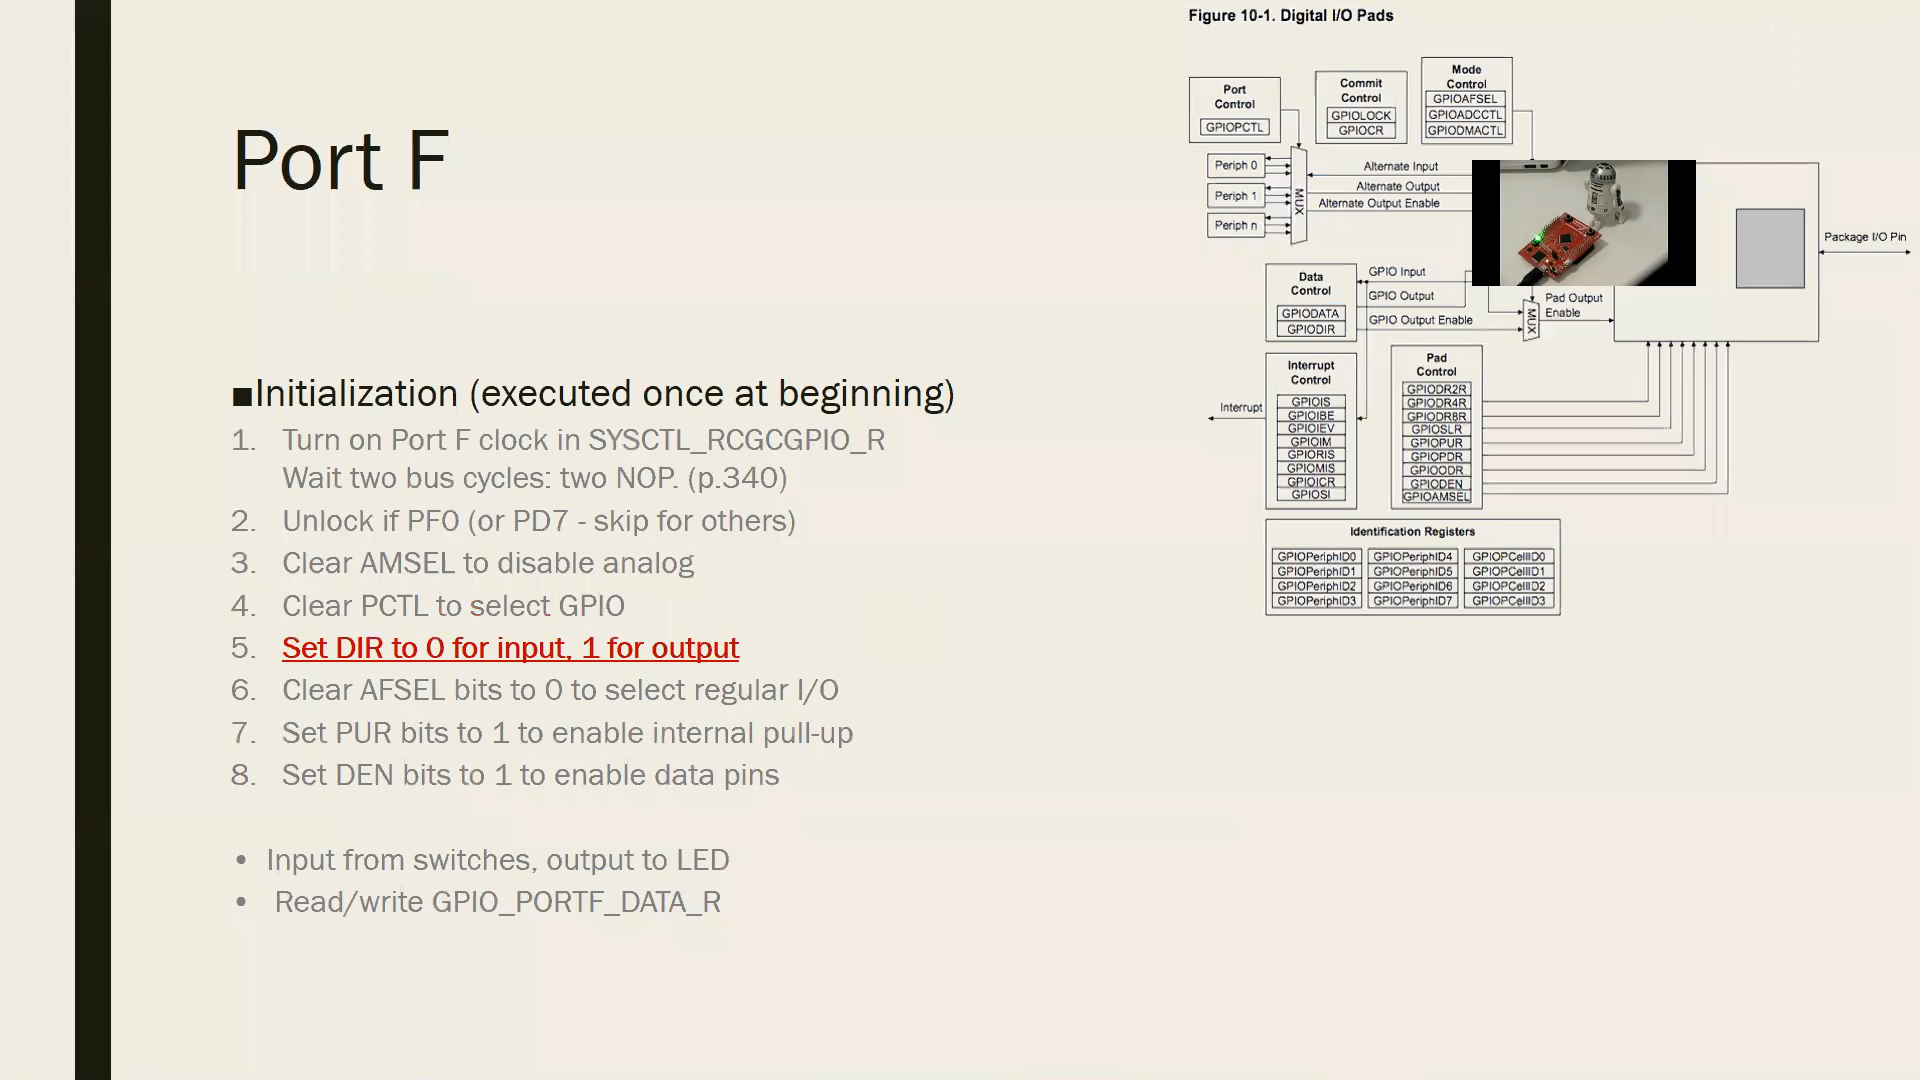 Figure 10-1. Digital I/O Pads
Port F
■Initialization (executed once at beginning)
1. Turn on Port F clock in SYSCTL_RCGCGPIO_R
Wait two bus cycles: two NOP. (p.340)
2. Unlock if PF0 (or PD7 - skip for others)
3. Clear AMSEL to disable analog
4. Clear PCTL to select GPIO
5. Set DIR to 0 for input, 1 for output
6. Clear AFSEL bits to 0 to select regular I/O
7. Set PUR bits to 1 to enable internal pull-up
8. Set DEN bits to 1 to enable data pins
• Input from switches, output to LED
• Read/write GPIO_PORTF_DATA_R
Port
Control
GPIOPCTL
Commit
Control
GPIOLOCK
GPIOCR
Mode
Control
GPIOAFSEL
GPIOADCCTL
GPIODMACTL
Periph 0
Periph 1
Periph n
MUX
Alternate Input
Alternate Output
Alternate Output Enable
Package I/O Pin
Data
Control
GPIODATA
GPIODIR
GPIO Input
GPIO Output
GPIO Output Enable
MUX
Pad Output
Enable
Interrupt
Interrupt
Control
GPIOIS
GPIOIBE
GPIOIEV
GPIOIM
GPIORIS
GPIOMIS
GPIOICR
GPIOSI
Pad
Control
GPIODR2R
GPIODR4R
GPIODR8R
GPIOSLR
GPIOPUR
GPIOPDR
GPIOODR
GPIODEN
GPIOAMSEL
Identification Registers
GPIOPeriphID0 GPIOPeriphID4 GPIOPCellID0
GPIOPeriphID1 GPIOPeriphID5 GPIOPCellID1
GPIOPeriphID2 GPIOPeriphID6 GPIOPCellID2
GPIOPeriphID3 GPIOPeriphID7 GPIOPCellID3